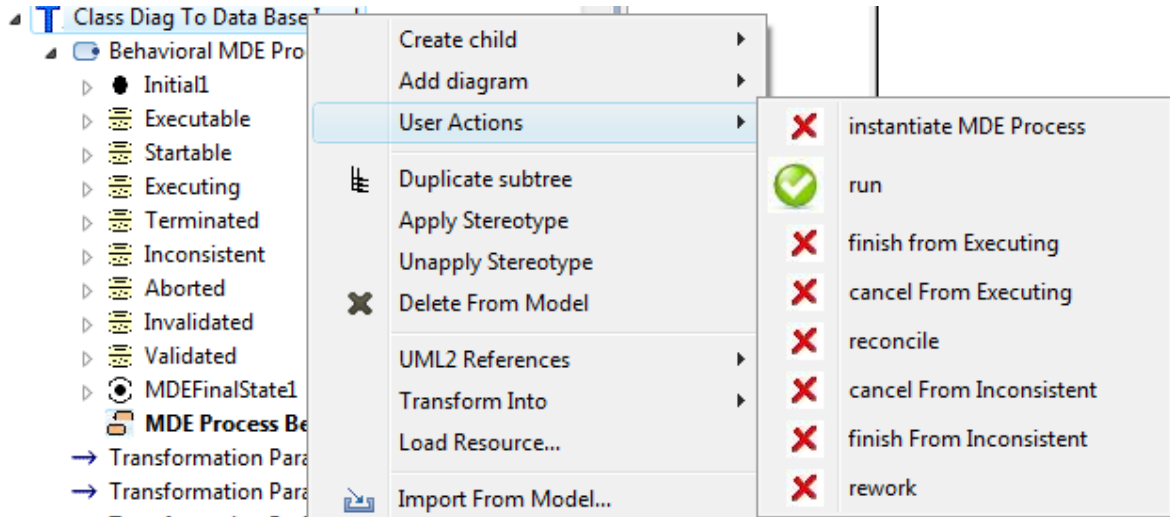 Class Diag To Data Base
Behavioral MDE Pro
Initial1
Executable
Startable
Executing
Terminated
Inconsistent
Aborted
Invalidated
Validated
MDEFinalState1
MDE Process Be
Transformation Para
Transformation Para
Create child
Add diagram
User Actions
Duplicate subtree
Apply Stereotype
Unapply Stereotype
Delete From Model
UML2 References
Transform Into
Load Resource...
Import From Model...
instantiate MDE Process
run
finish from Executing
cancel From Executing
reconcile
cancel From Inconsistent
finish From Inconsistent
rework